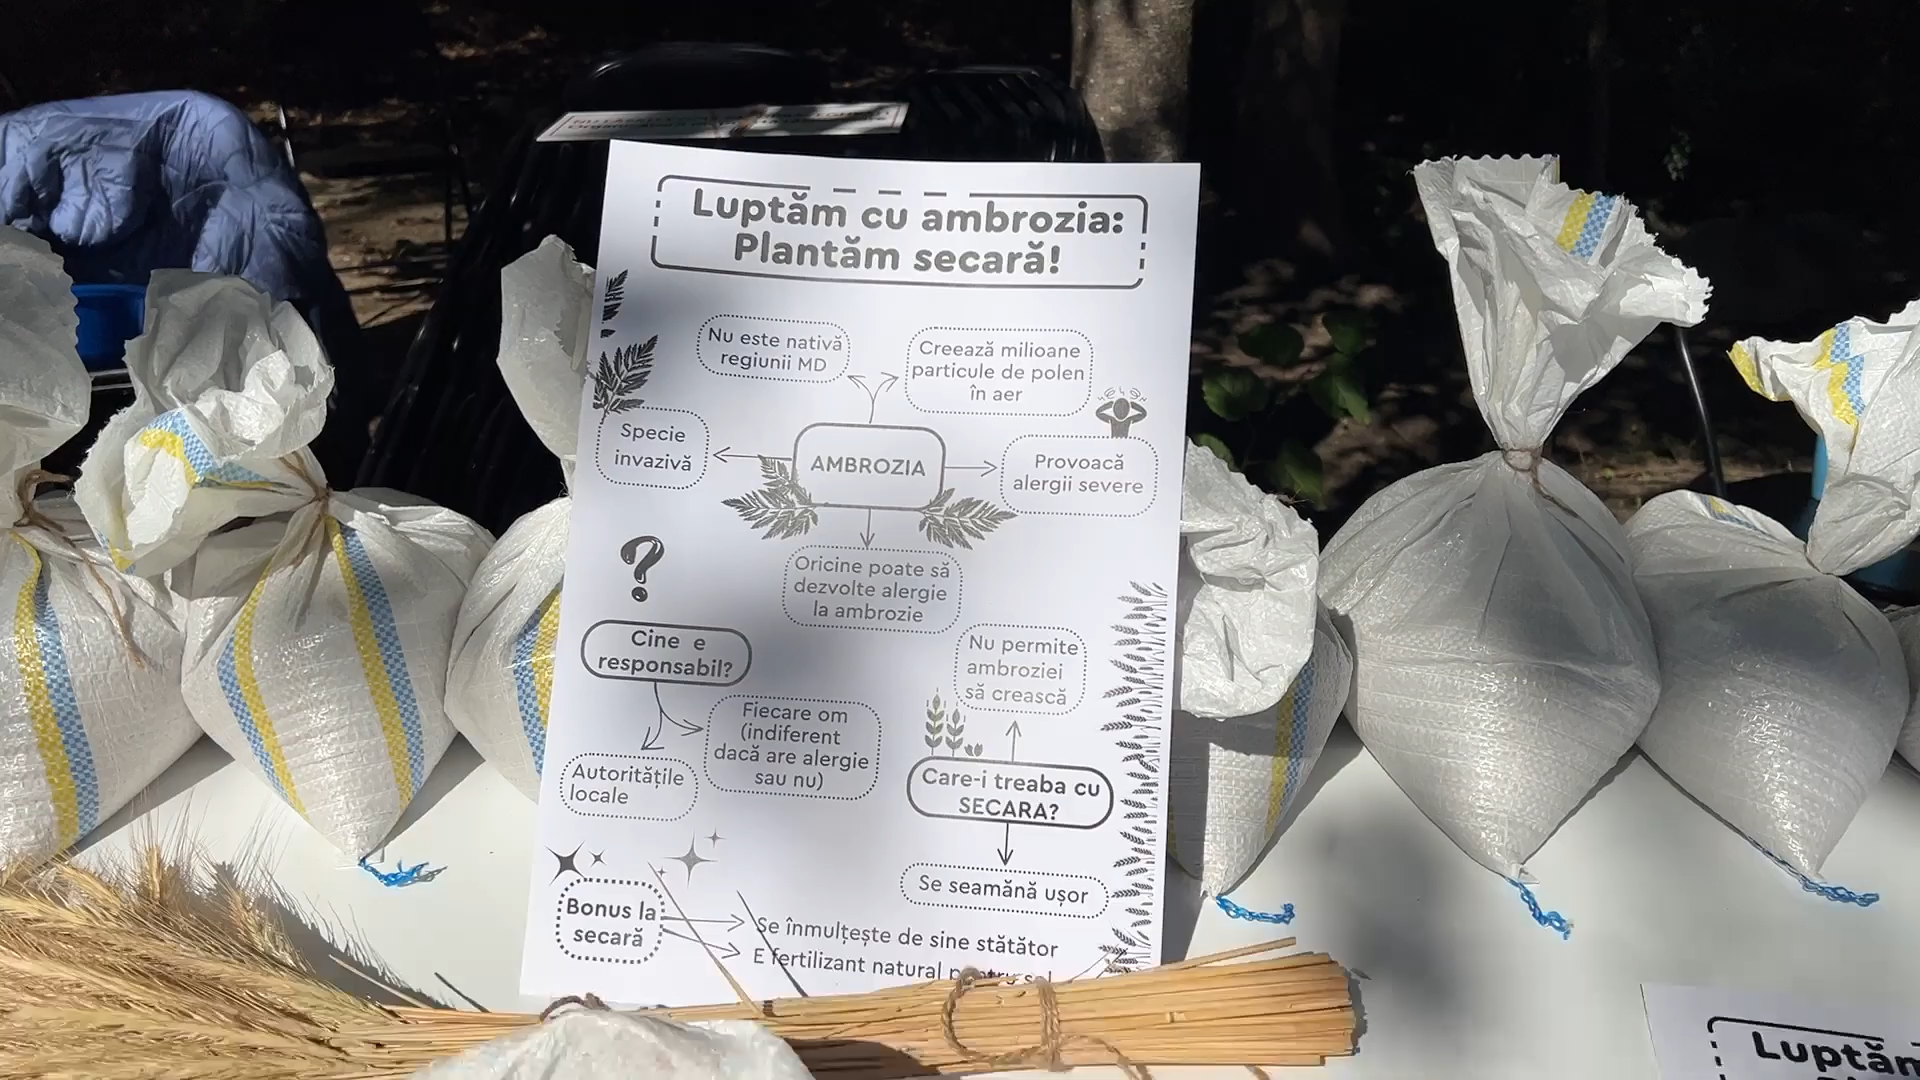 Luptăm cu ambrozia:
Plantăm secară!
Nu este nativă
regiunii MD
Creează milioane
particule de polen
în aer
Specie
invazivă
AMBROZIA
Provoacă
alergii severe
Oricine poate să
dezvolte alergie
la ambrozie
?
Cine e
responsabil?
Autoritățile
locale
Fiecare om
(indiferent
dacă are alergie
sau nu)
Nu permite
ambroziei
să crească
Care-i treaba cu
SECARA?
Se seamănă ușor
Bonus la
secară
Se înmulțește de sine stătător
E fertilizant natural
Luptăm